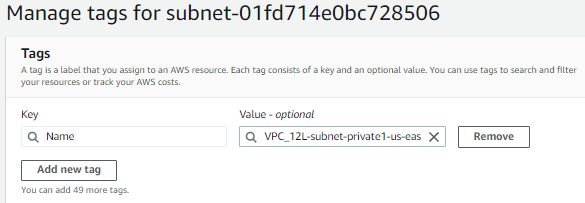 Manage tags for subnet-01fd714e0bc728506
Tags
A tag is a label that you assign to an AWS resource. Each tag consists of a key and an optional value. You can use tags to search and filter
your resources or track your AWS costs.
Key
Value - optional
Name
VPC_12L-subnet-private1-us-eas
Remove
Add new tag
You can add 49 more tags.